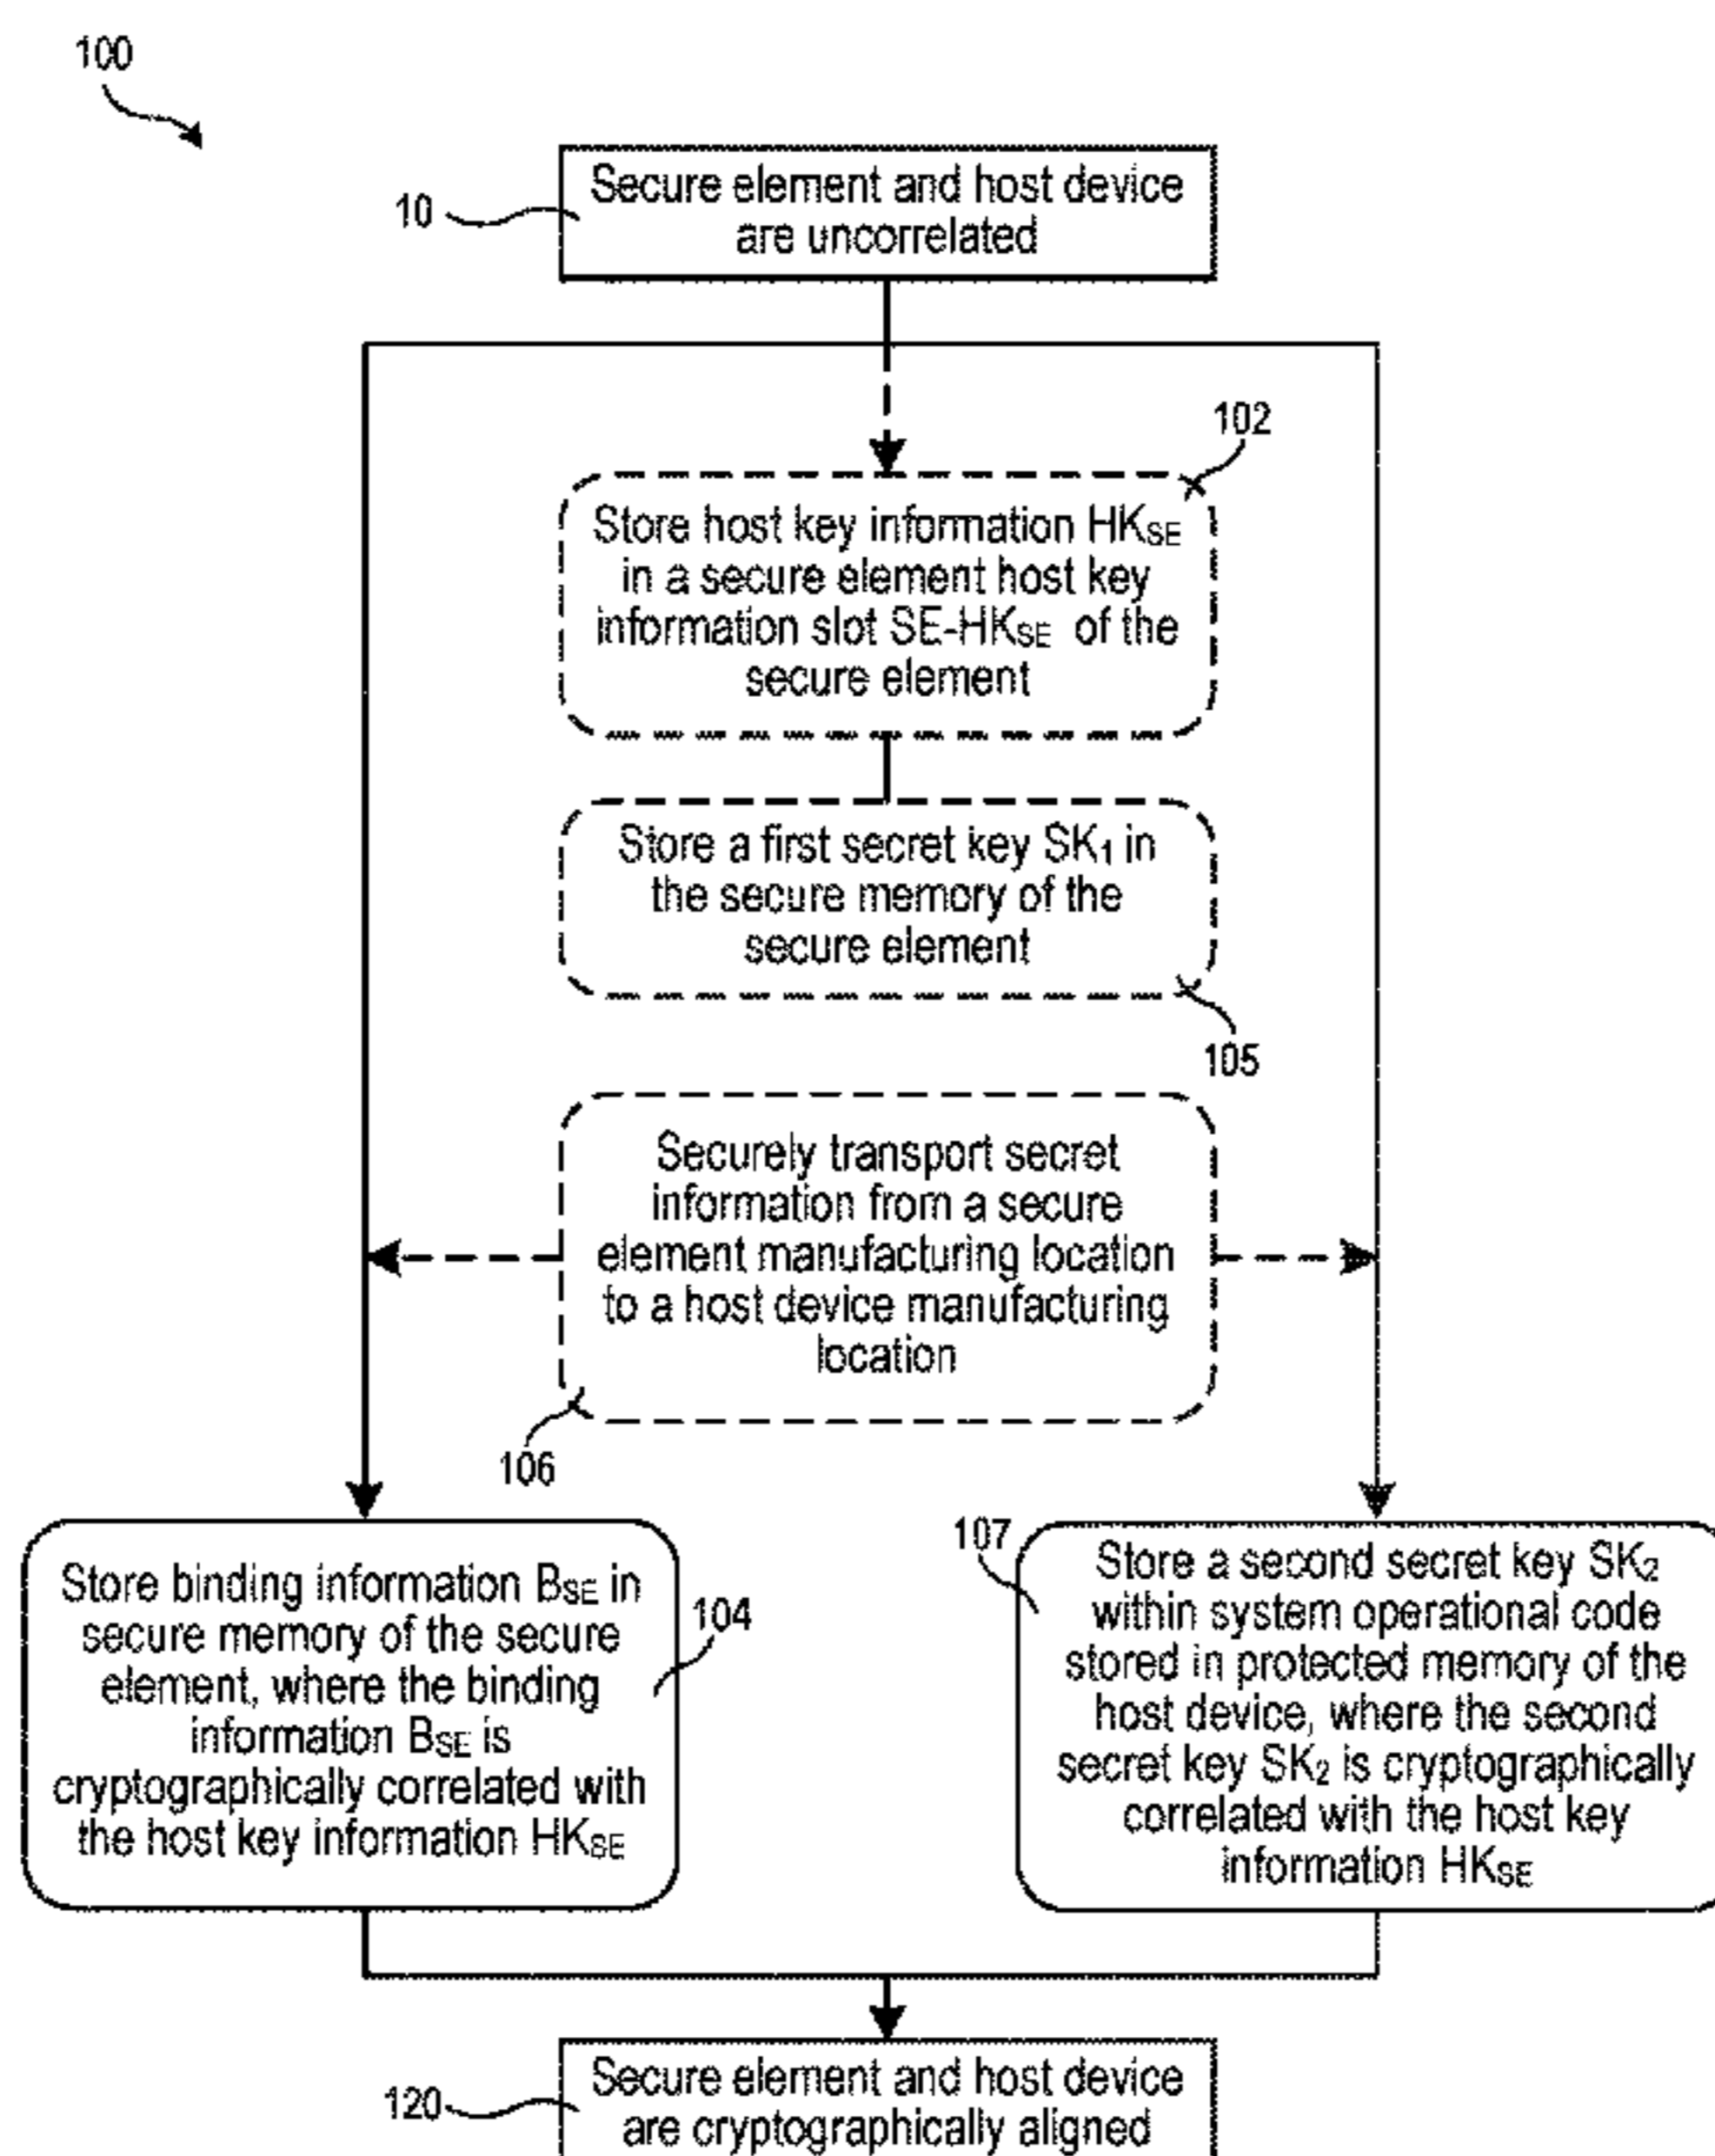 100
10
Secure element and host device
are uncorrelated
102
Store host key information HKSE
in a secure element host key
information slot SE-HKSE of the
secure element
Store a first secret key SK1 in
the secure memory of the
secure element
105
Securely transport secret
information from a secure
element manufacturing location
to a host device manufacturing
location
106
Store binding information BSE in
secure memory of the secure
element, where the binding
information BSE is
cryptographically correlated with
the host key information HKSE
104
107
Store a second secret key SK2
within system operational code
stored in protected memory of the
host device, where the second
secret key SK2 is cryptographically
correlated with the host key
information HKSE
120
Secure element and host device
are cryptographically aligned